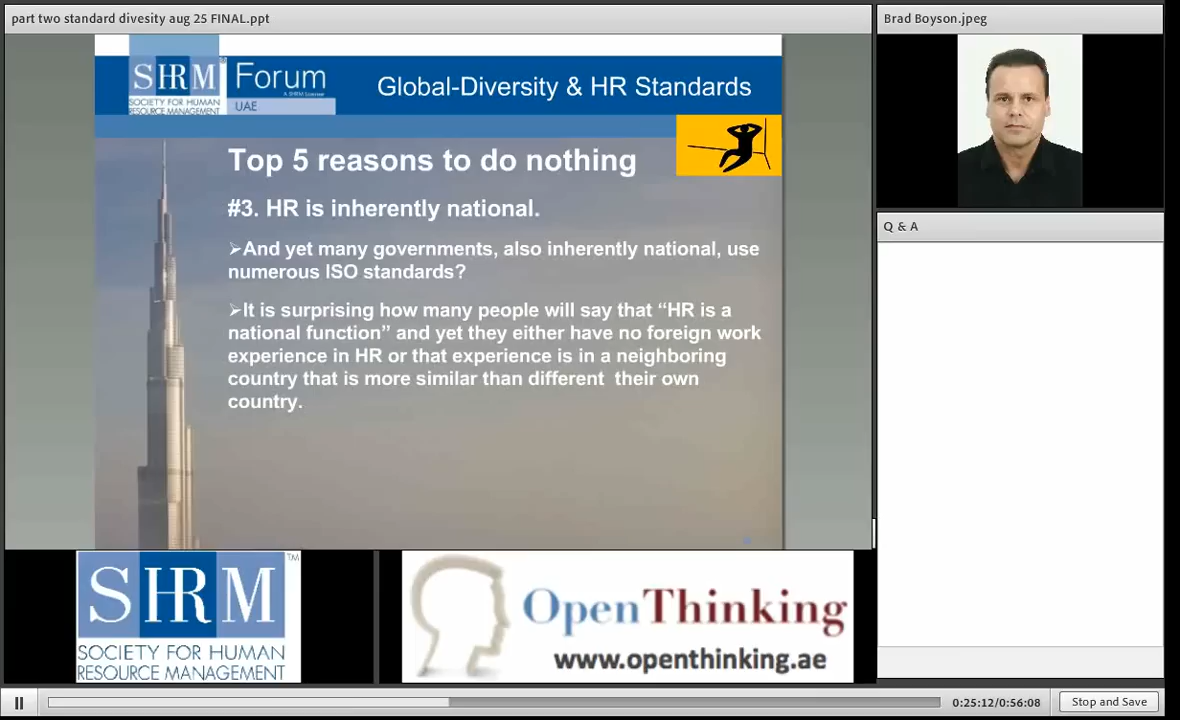 part two standard divesity aug 25 FINAL.ppt
Brad Boyson.jpeg
SHRM
Forum
A SHRM License
SOCIETY FOR HUMAN
RESOURCE MANAGEMENT
UAE
Global-Diversity & HR Standards
Top 5 reasons to do nothing
#3. HR is inherently national.
➢And yet many governments, also inherently national, use
numerous ISO standards?
➢It is surprising how many people will say that “HR is a
national function” and yet they either have no foreign work
experience in HR or that experience is in a neighboring
country that is more similar than different  their own
country.
Q & A
SHRM™
SOCIETY FOR HUMAN
RESOURCE MANAGEMENT
OpenThinking
www.openthinking.ae
0:25:12/0:56:08
Stop and Save